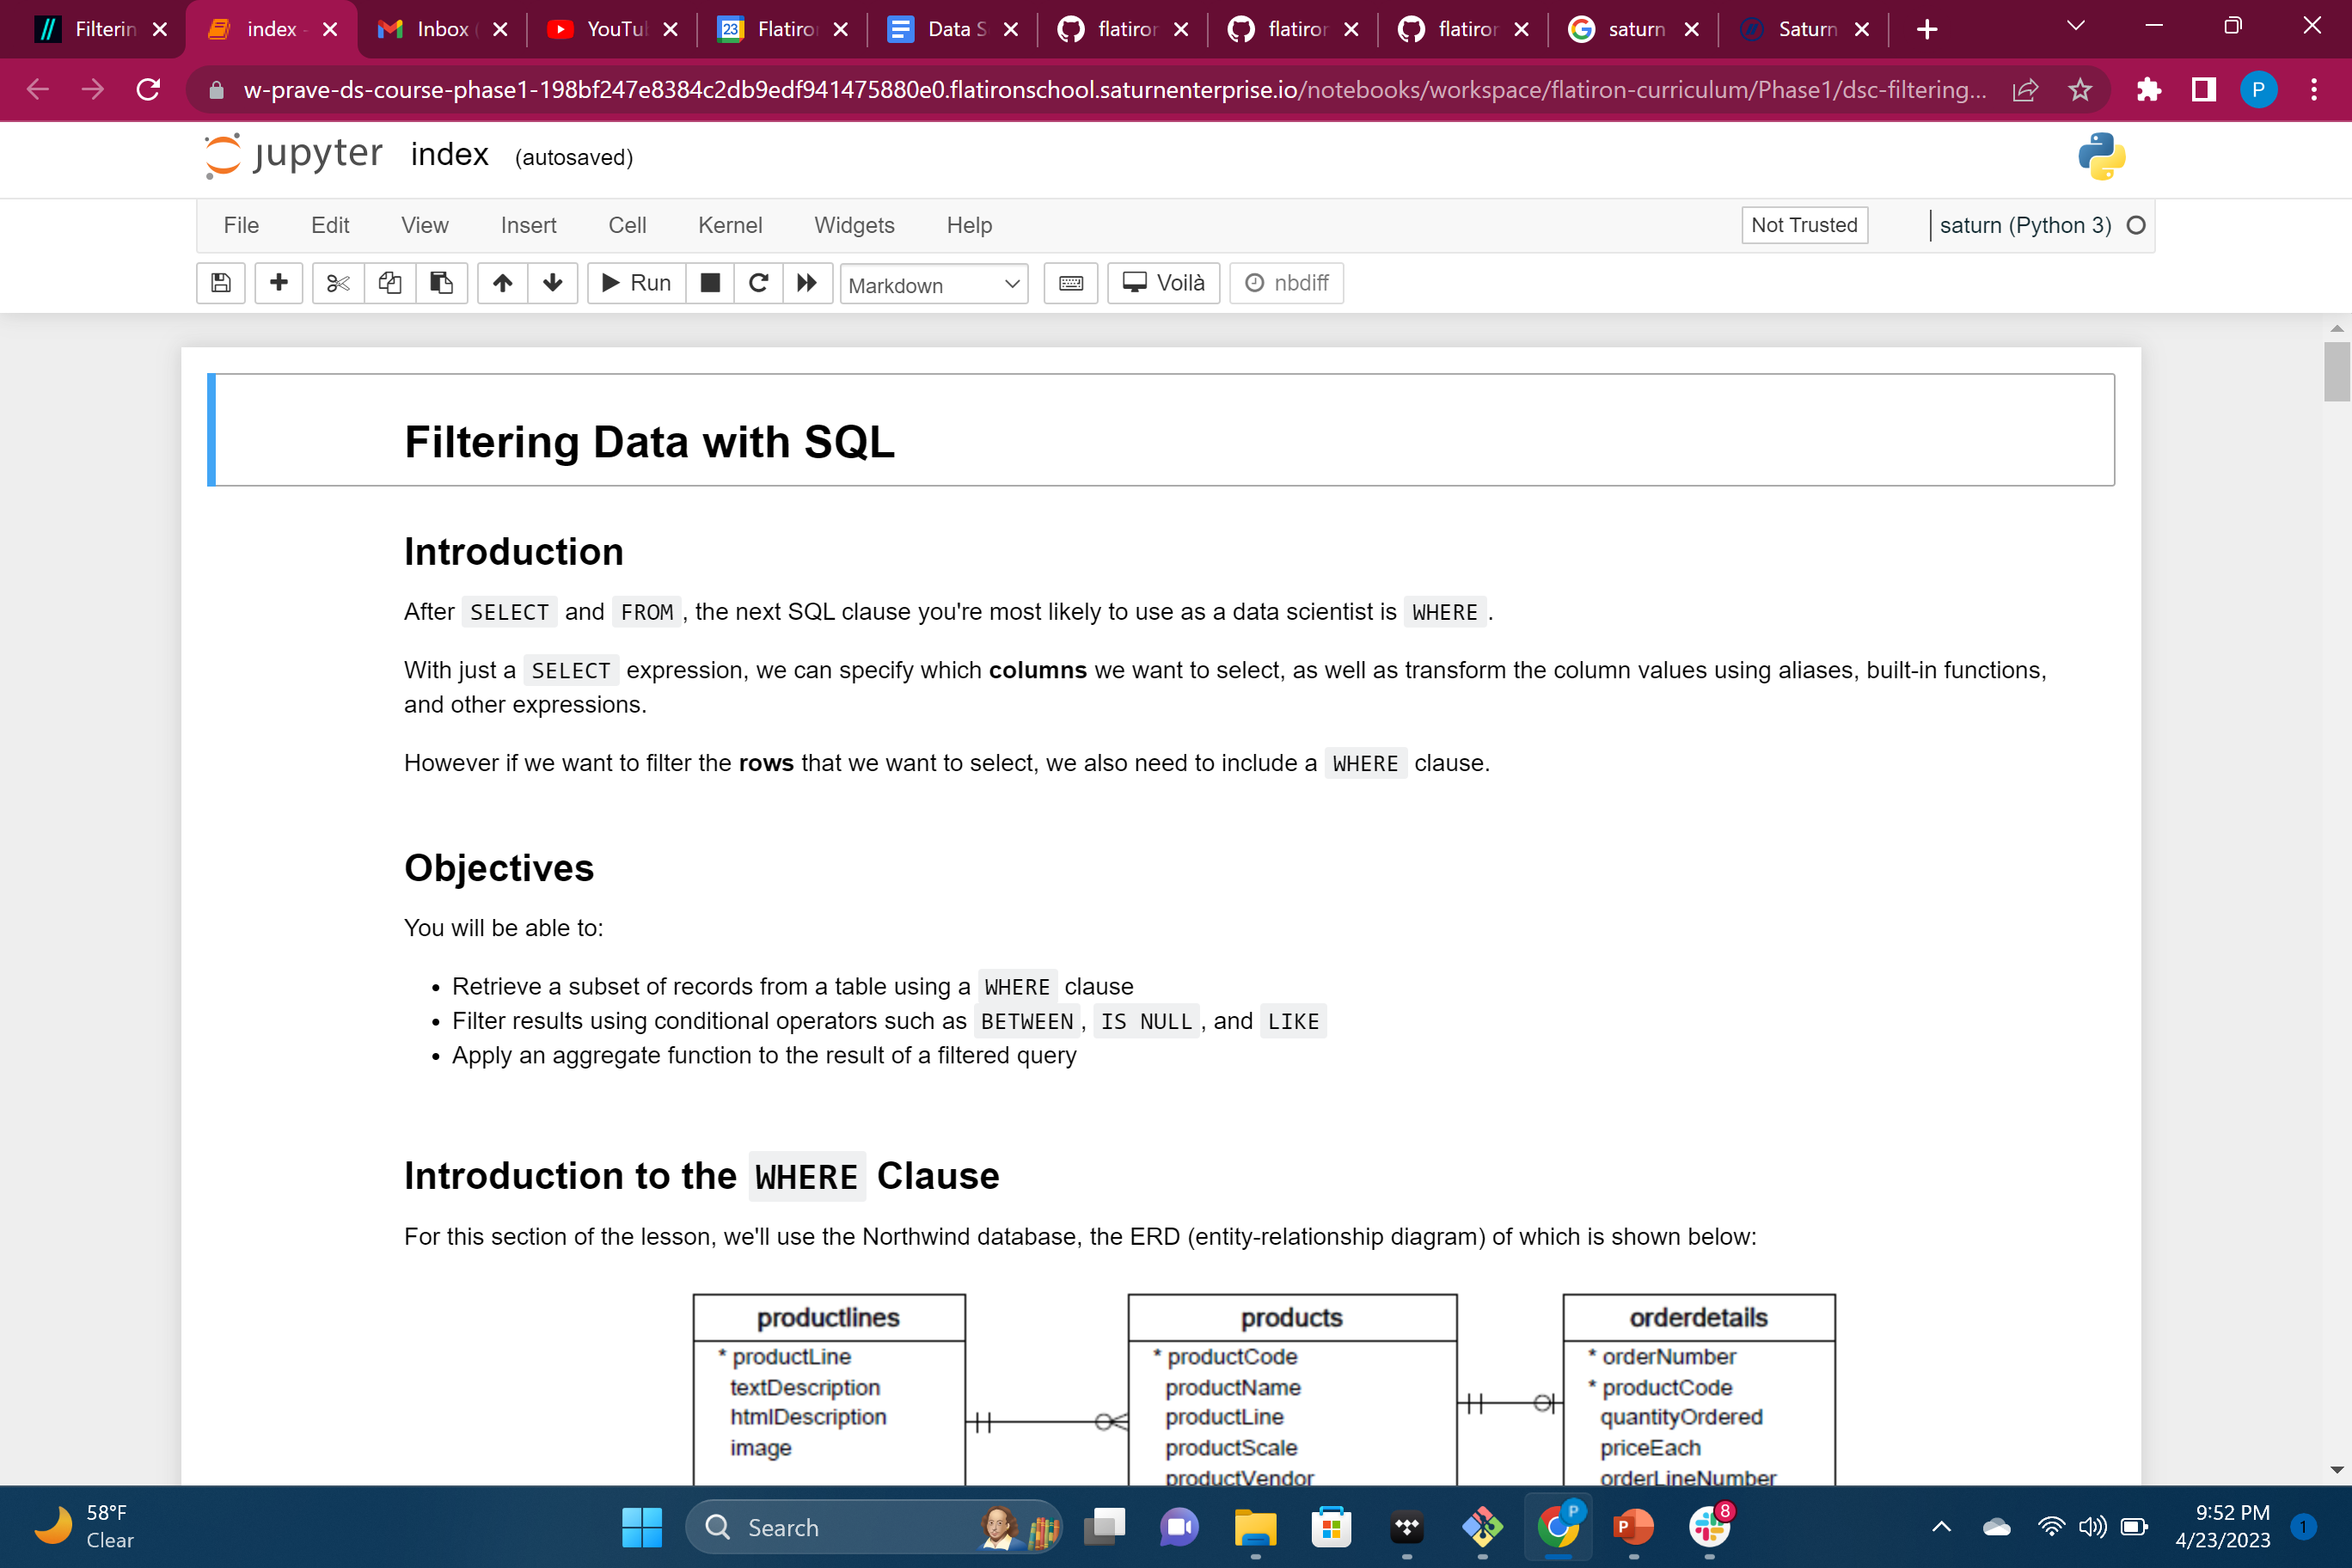 Filterin
index -
Inbox (
YouTu
23
Flatiro
Data S
flatiror
flatiror
flatiror
saturn
Saturn
w-prave-ds-course-phase1-198bf247e8384c2db9edf941475880e0.flatironschool.saturnenterprise.io/notebooks/workspace/flatiron-curriculum/Phase1/dsc-filtering...
P
jupyter index (autosaved)
File Edit View Insert Cell Kernel Widgets Help
Not Trusted
saturn (Python 3)
Run
Markdown
Voilà
nbdiff
Filtering Data with SQL
Introduction
After SELECT and FROM , the next SQL clause you're most likely to use as a data scientist is WHERE .
With just a SELECT expression, we can specify which columns we want to select, as well as transform the column values using aliases, built-in functions,
and other expressions.
However if we want to filter the rows that we want to select, we also need to include a WHERE clause.
Objectives
You will be able to:
• Retrieve a subset of records from a table using a WHERE clause
• Filter results using conditional operators such as BETWEEN , IS NULL , and LIKE
• Apply an aggregate function to the result of a filtered query
Introduction to the WHERE Clause
For this section of the lesson, we'll use the Northwind database, the ERD (entity-relationship diagram) of which is shown below:
productlines
* productLine
textDescription
htmlDescription
image
products
* productCode
productName
productLine
productScale
productVendor
orderdetails
* orderNumber
* productCode
quantityOrdered
priceEach
orderLineNumber
58°F
Clear
Search
P
P
8
9:52 PM
4/23/2023
1